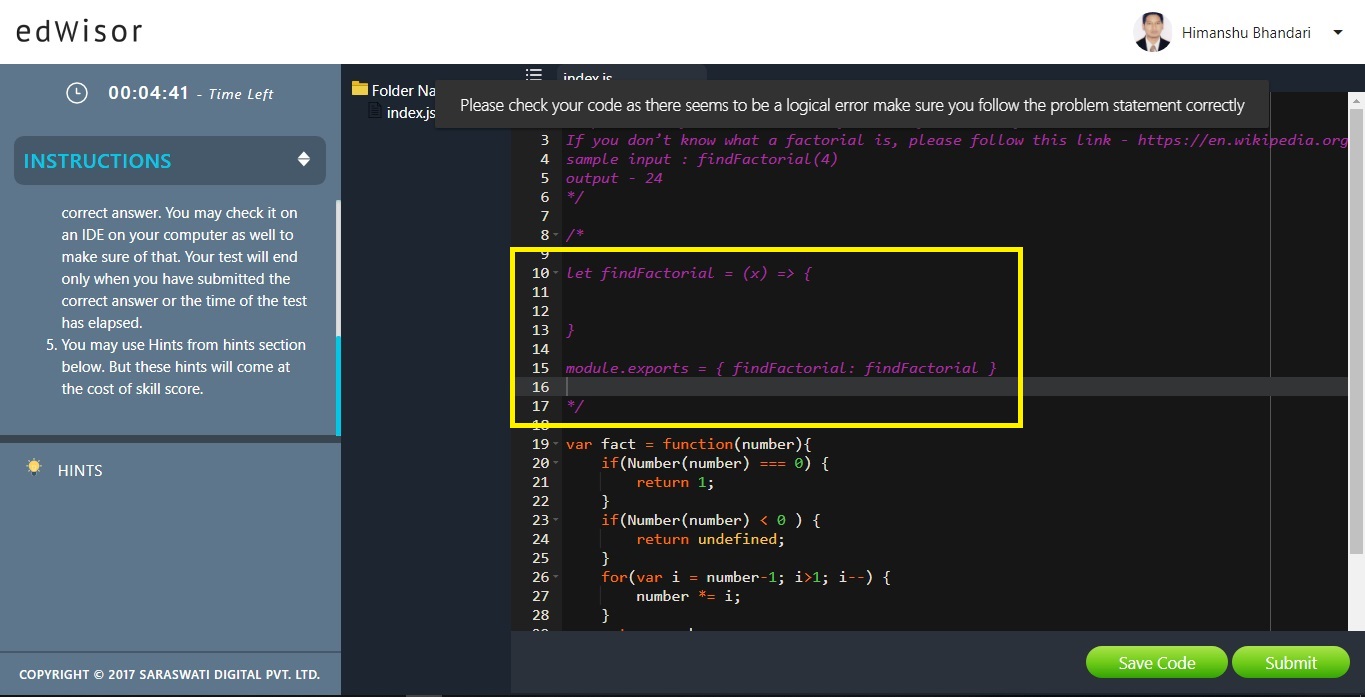 edWisor
Himanshu Bhandari
00:04:41 - Time Left
INSTRUCTIONS
correct answer. You may check it on
an IDE on your computer as well to
make sure of that. Your test will end
only when you have submitted the
correct answer or the time of the test
has elapsed.
5. You may use Hints from hints section
below. But these hints will come at
the cost of skill score.
HINTS
COPYRIGHT © 2017 SARASWATI DIGITAL PVT. LTD.
Folder Na
index.js
index.js
Please check your code as there seems to be a logical error make sure you follow the problem statement correctly
3 If you don't know what a factorial is, please follow this link - https://en.wikipedia.org
4 sample input : findFactorial(4)
5 output - 24
6 */
7
8 /*
9
10 let findFactorial = (x) => {
11
12
13 }
14
15 module.exports = { findFactorial: findFactorial }
16
17 */
18
19 var fact = function(number){
20 if(Number(number) === 0) {
21 return 1;
22 }
23 if(Number(number) < 0 ) {
24 return undefined;
25 }
26 for(var i = number-1; i>1; i--) {
27 number *= i;
28 }
Save Code
Submit